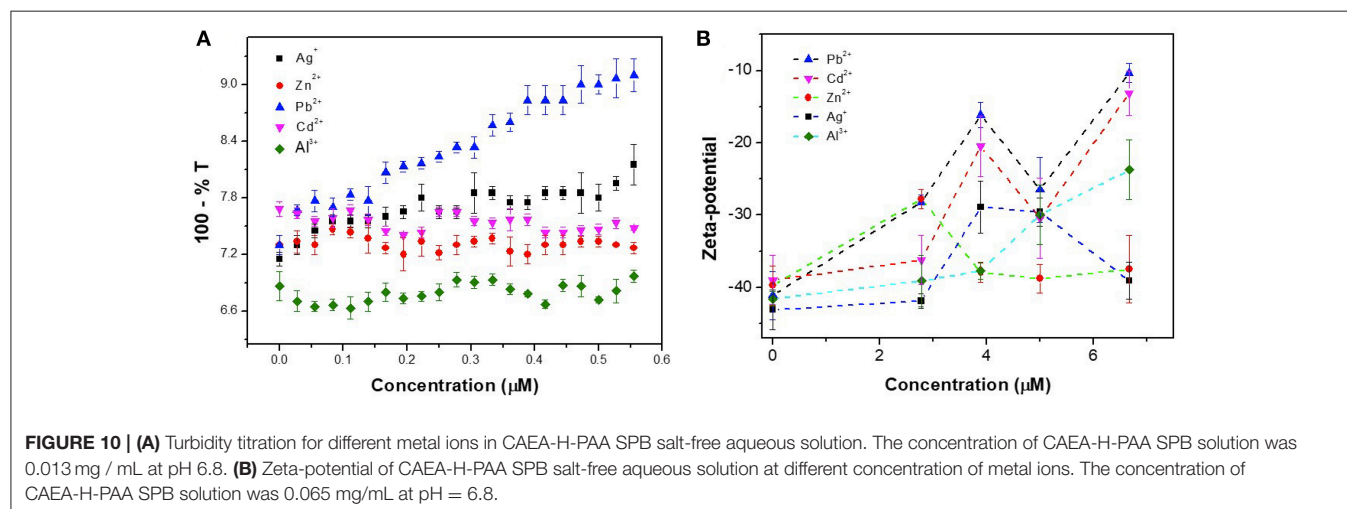 A
100 - % T
9.0
8.4
7.8
7.2
6.6
Ag⁺
Zn²⁺
Pb²⁺
Cd²⁺
Al³⁺
0.0 0.1 0.2 0.3 0.4 0.5 0.6
Concentration (μM)
B
Zeta-potential
-10
-20
-30
-40
Pb²⁺
Cd²⁺
Zn²⁺
Ag⁺
Al³⁺
0 2 4 6
Concentration (μM)
FIGURE 10 | (A) Turbidity titration for different metal ions in CAEA-H-PAA SPB salt-free aqueous solution. The concentration of CAEA-H-PAA SPB solution was
0.013 mg / mL at pH 6.8. (B) Zeta-potential of CAEA-H-PAA SPB salt-free aqueous solution at different concentration of metal ions. The concentration of
CAEA-H-PAA SPB solution was 0.065 mg/mL at pH = 6.8.